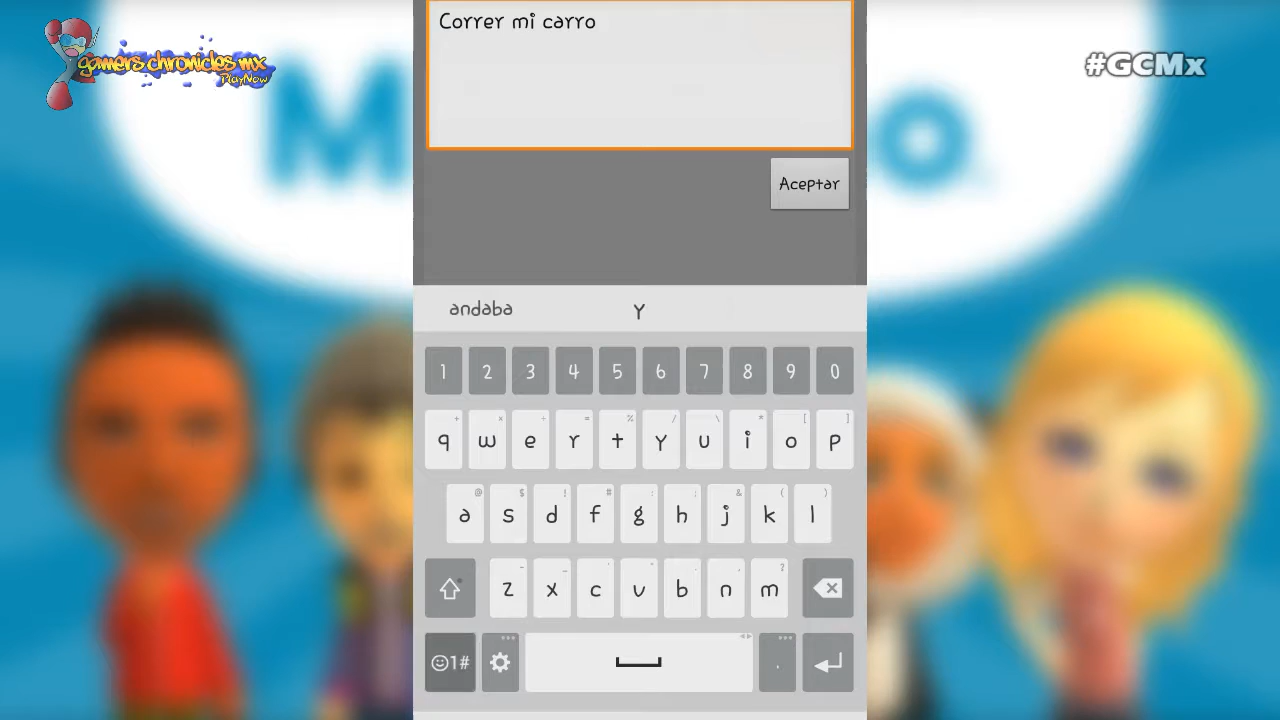 Correr mi carro
gamers chronicles mx
PlayNow
#GCMx
M O
Aceptar
andaba Y
1 2 3 4 5 6 7 8 9 0
q w e r t y u i o p
a s d f g h j k l
z x c v b n m
☺1# .